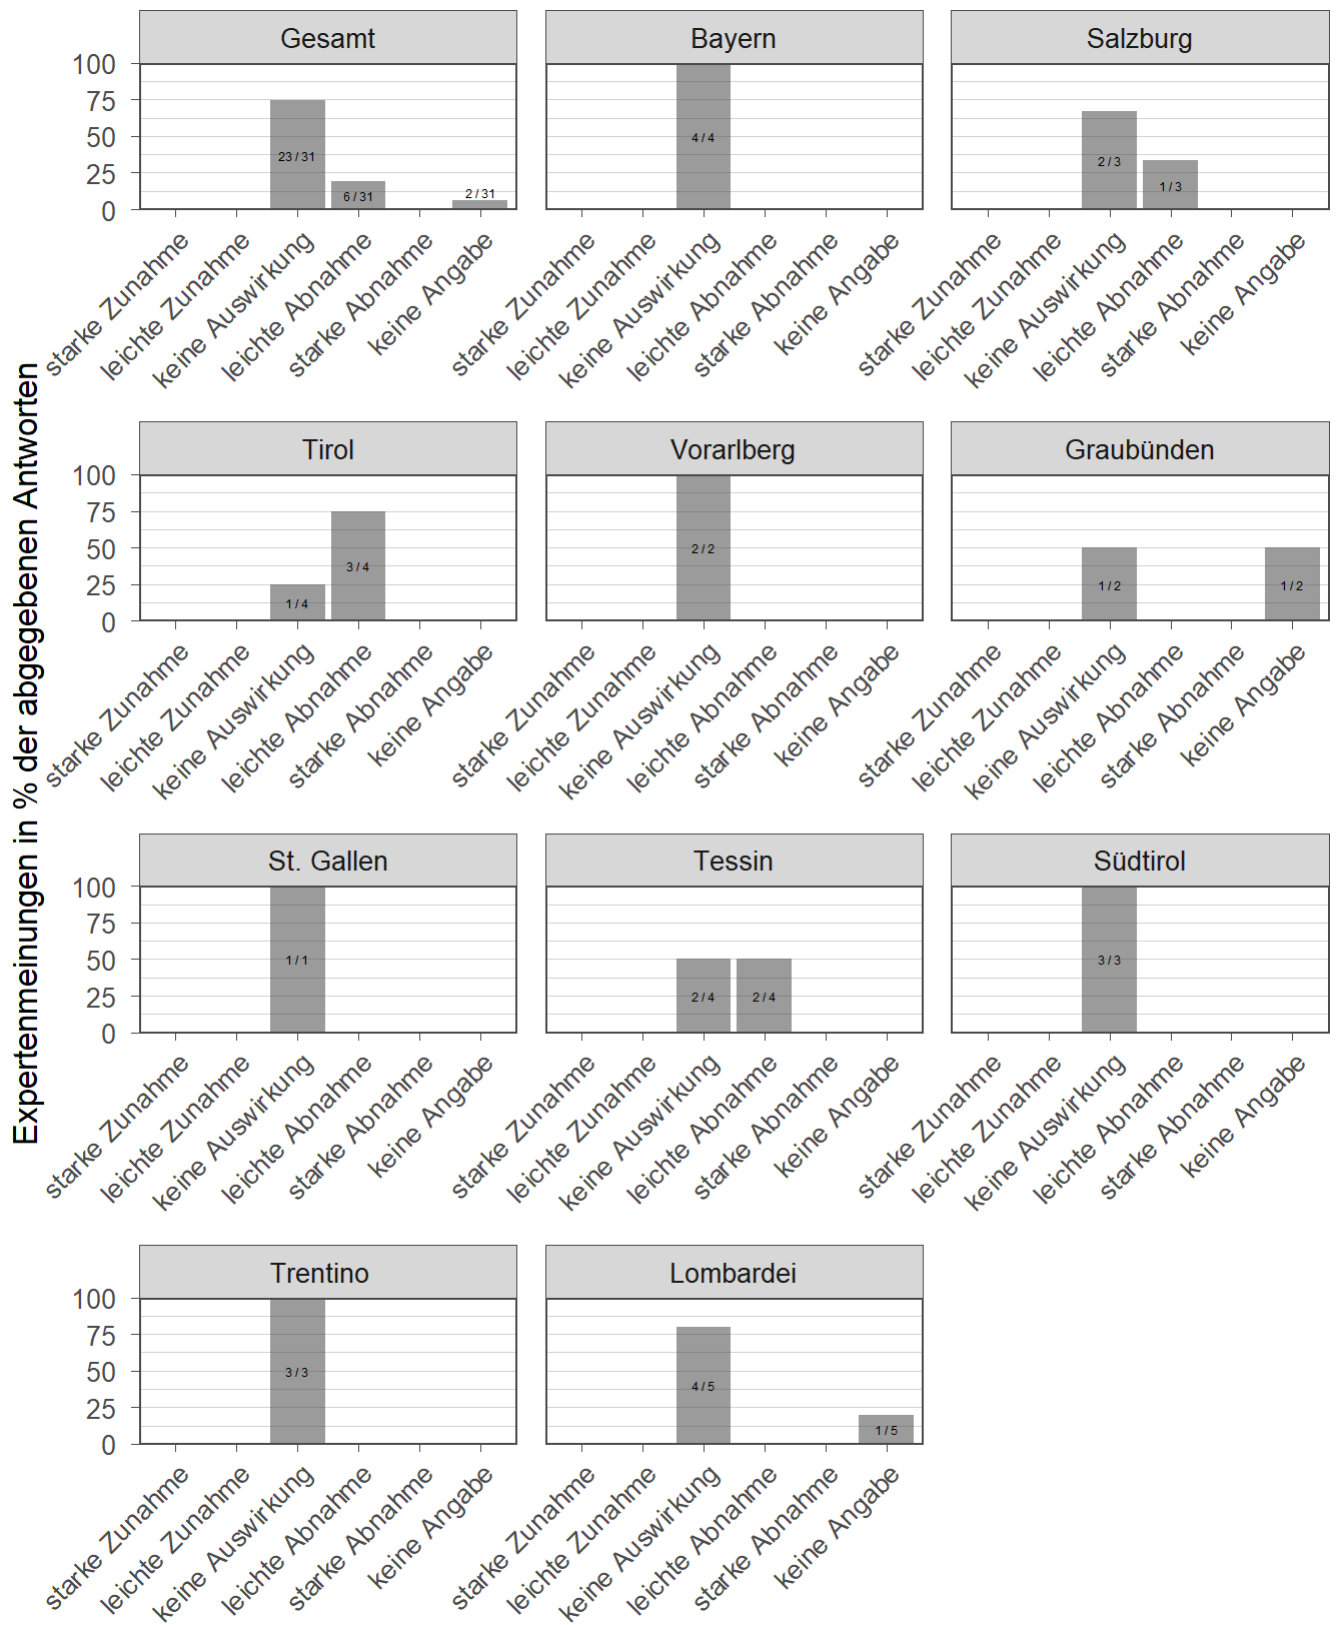 Expertenmeinungen in % der abgegebenen Antworten
Gesamt
100
75
50
25
0
23 / 31
6 / 31
2 / 31
starke Zunahme
leichte Zunahme
keine Auswirkung
leichte Abnahme
starke Abnahme
keine Angabe
Bayern
4 / 4
starke Zunahme
leichte Zunahme
keine Auswirkung
leichte Abnahme
starke Abnahme
keine Angabe
Salzburg
2 / 3
1 / 3
starke Zunahme
leichte Zunahme
keine Auswirkung
leichte Abnahme
starke Abnahme
keine Angabe
Tirol
100
75
50
25
0
1 / 4
3 / 4
starke Zunahme
leichte Zunahme
keine Auswirkung
leichte Abnahme
starke Abnahme
keine Angabe
Vorarlberg
2 / 2
starke Zunahme
leichte Zunahme
keine Auswirkung
leichte Abnahme
starke Abnahme
keine Angabe
Graubünden
1 / 2
1 / 2
starke Zunahme
leichte Zunahme
keine Auswirkung
leichte Abnahme
starke Abnahme
keine Angabe
St. Gallen
100
75
50
25
0
1 / 1
starke Zunahme
leichte Zunahme
keine Auswirkung
leichte Abnahme
starke Abnahme
keine Angabe
Tessin
2 / 4
2 / 4
starke Zunahme
leichte Zunahme
keine Auswirkung
leichte Abnahme
starke Abnahme
keine Angabe
Südtirol
3 / 3
starke Zunahme
leichte Zunahme
keine Auswirkung
leichte Abnahme
starke Abnahme
keine Angabe
Trentino
100
75
50
25
0
3 / 3
starke Zunahme
leichte Zunahme
keine Auswirkung
leichte Abnahme
starke Abnahme
keine Angabe
Lombardei
4 / 5
1 / 5
starke Zunahme
leichte Zunahme
keine Auswirkung
leichte Abnahme
starke Abnahme
keine Angabe